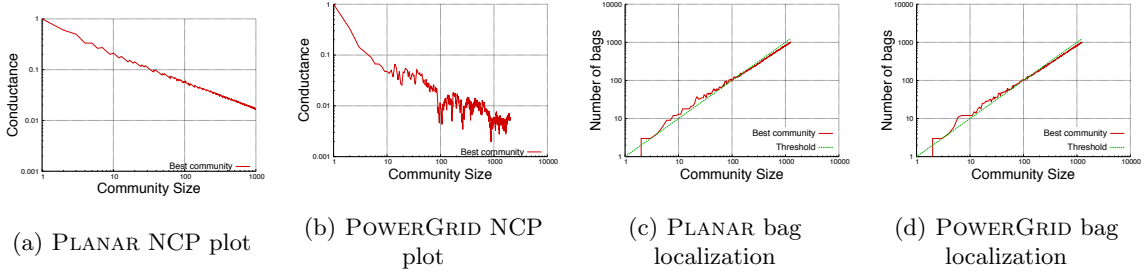 Conductance
1
0.1
0.01
0.001
1
10
100
1000
Community Size
Best community
(a) PLANAR NCP plot
Conductance
1
0.1
0.01
0.001
1
10
100
1000
10000
Community Size
Best community
(b) POWERGRID NCP
plot
Number of bags
10000
1000
100
10
1
1
10
100
1000
10000
Community Size
Best community
Threshold
(c) PLANAR bag
localization
Number of bags
10000
1000
100
10
1
1
10
100
1000
10000
Community Size
Best community
Threshold
(d) POWERGRID bag
localization